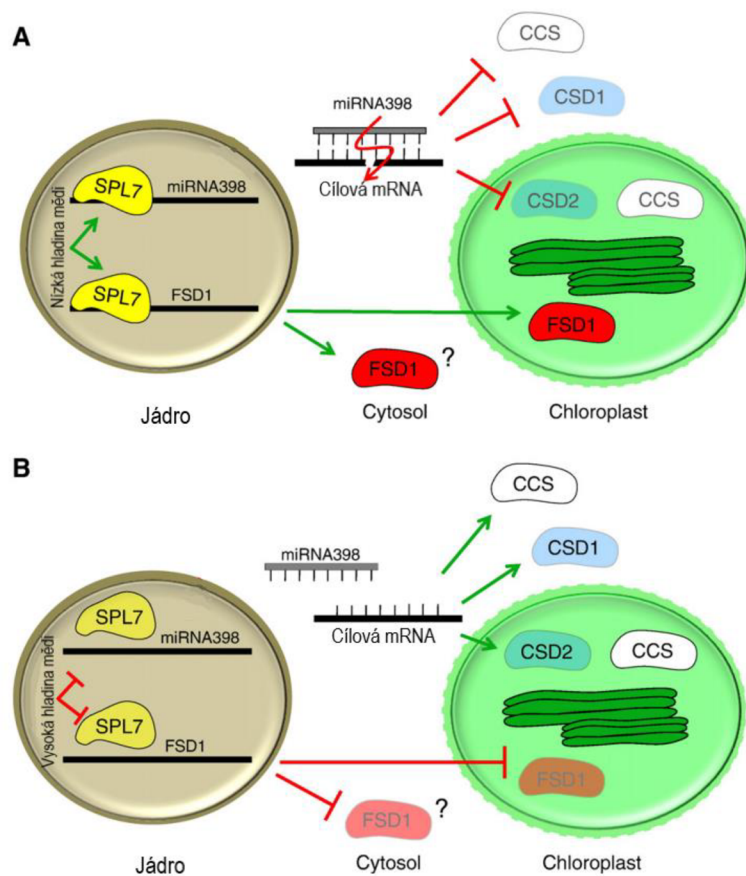 A
CCS
CSD1
miRNA398
Cílová mRNA
Nízká hladina mědi
SPL7
miRNA398
SPL7
FSD1
CSD2
CCS
FSD1
FSD1
?
Jádro
Cytosol
Chloroplast
B
CCS
miRNA398
CSD1
Cílová mRNA
Vysoká hladina mědi
SPL7
miRNA398
SPL7
FSD1
CSD2
CCS
FSD1
FSD1
?
Jádro
Cytosol
Chloroplast